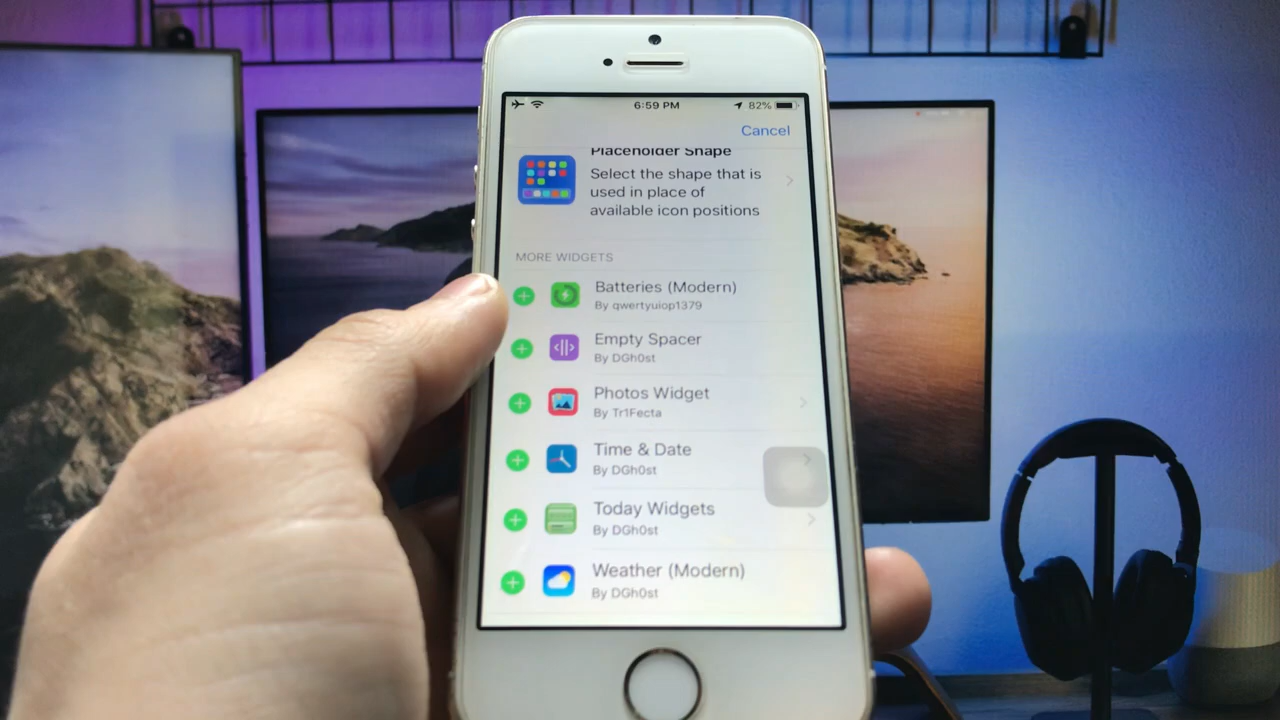 6:59 PM 82%
Cancel
Placeholder Shape
Select the shape that is
used in place of
available icon positions
MORE WIDGETS
Batteries (Modern)
By qwertyuiop1379
Empty Spacer
By DGh0st
Photos Widget
By Tr1Fecta
Time & Date
By DGh0st
Today Widgets
By DGh0st
Weather (Modern)
By DGh0st